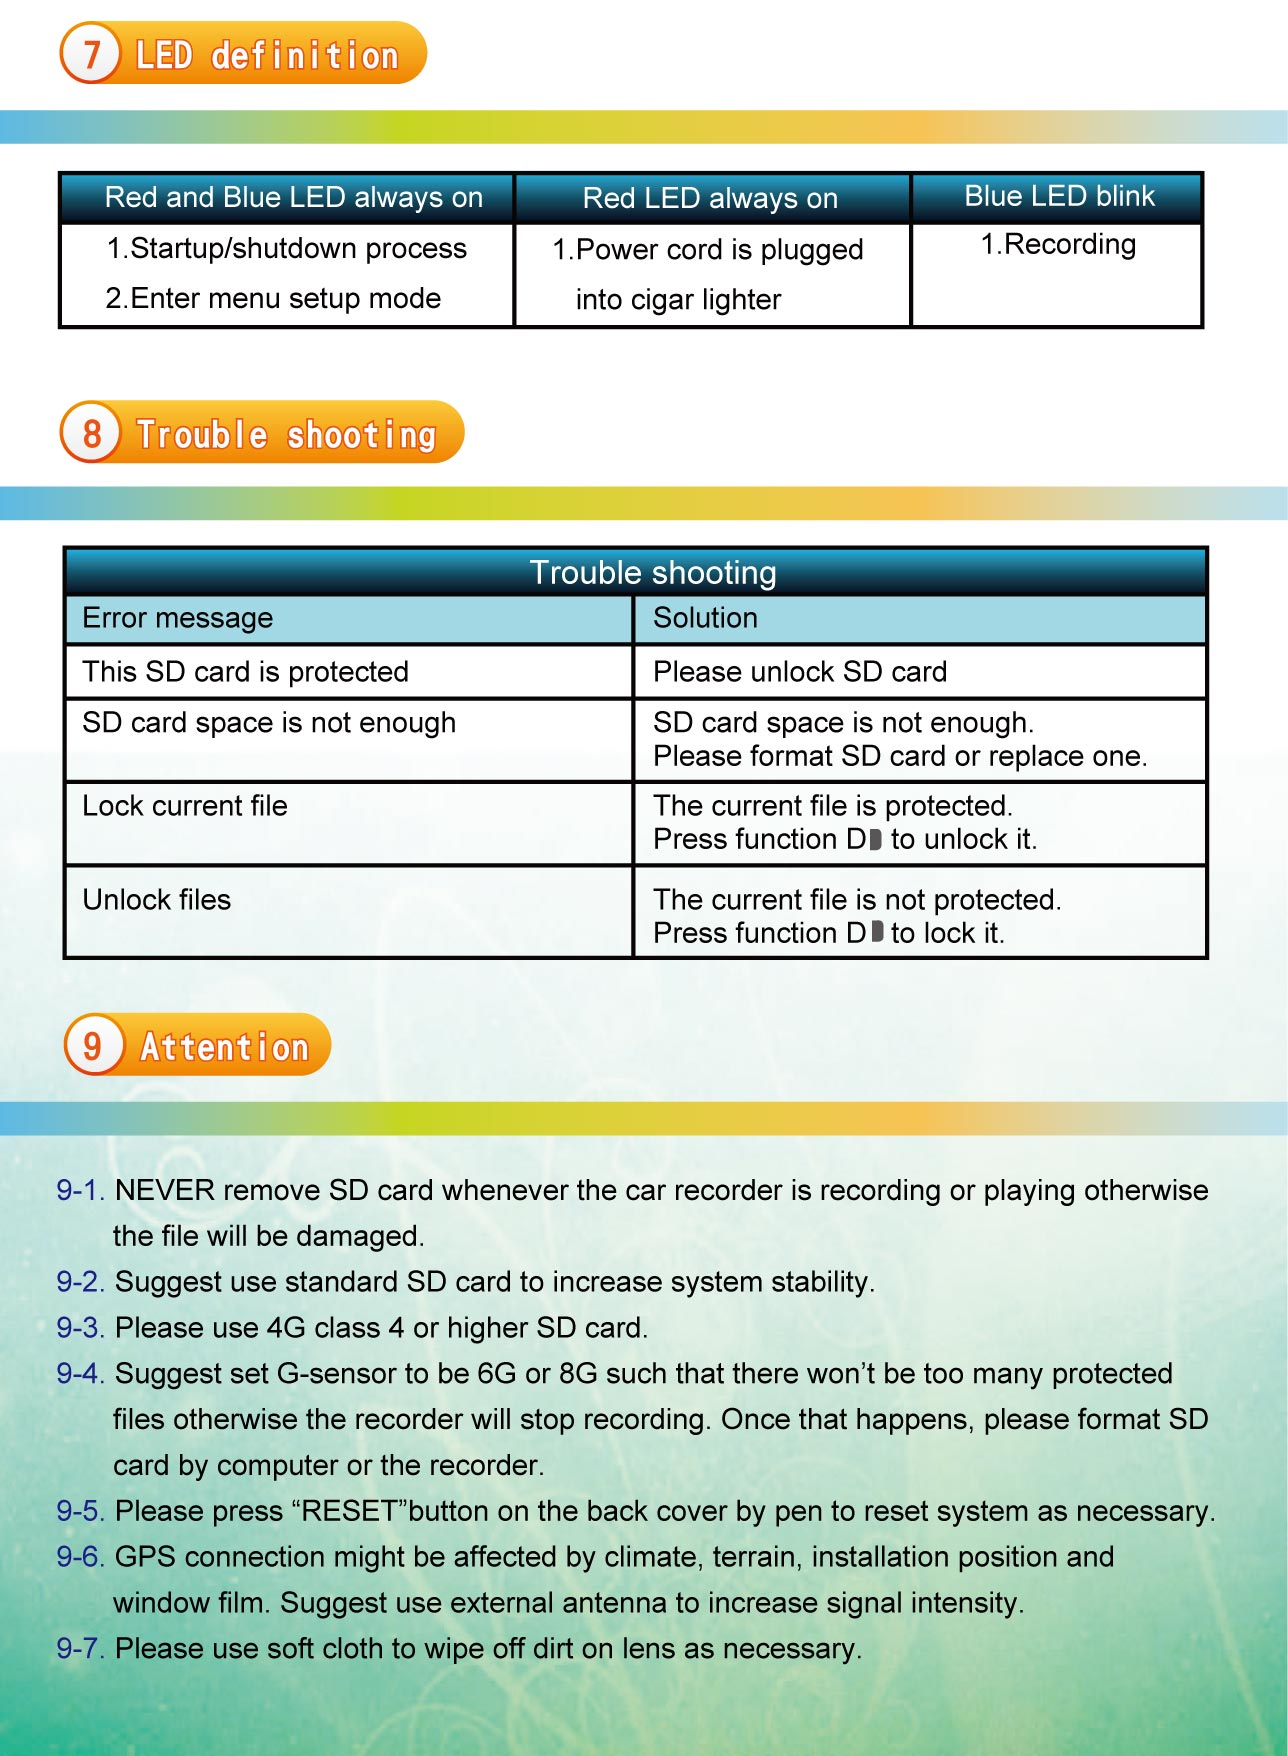 7 LED definition
Red and Blue LED always on
Red LED always on
Blue LED blink
1.Startup/shutdown process
2.Enter menu setup mode
1.Power cord is plugged
into cigar lighter
1.Recording
8 Trouble shooting
Trouble shooting
Error message
Solution
This SD card is protected
Please unlock SD card
SD card space is not enough
SD card space is not enough.
Please format SD card or replace one.
Lock current file
The current file is protected.
Press function D to unlock it.
Unlock files
The current file is not protected.
Press function D to lock it.
9 Attention
9-1. NEVER remove SD card whenever the car recorder is recording or playing otherwise
the file will be damaged.
9-2. Suggest use standard SD card to increase system stability.
9-3. Please use 4G class 4 or higher SD card.
9-4. Suggest set G-sensor to be 6G or 8G such that there won’t be too many protected
files otherwise the recorder will stop recording. Once that happens, please format SD
card by computer or the recorder.
9-5. Please press “RESET”button on the back cover by pen to reset system as necessary.
9-6. GPS connection might be affected by climate, terrain, installation position and
window film. Suggest use external antenna to increase signal intensity.
9-7. Please use soft cloth to wipe off dirt on lens as necessary.